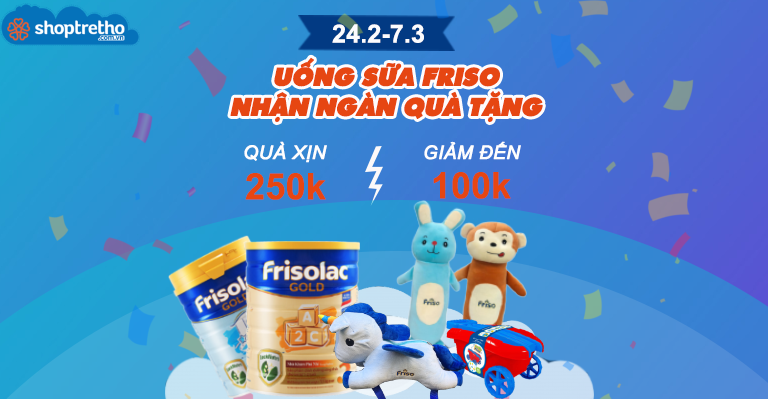 shoptretho
.com.vn
24.2-7.3
UỐNG SỮA FRISO
NHẬN NGÀN QUÀ TẶNG
QUÀ XỊN
250k
GIẢM ĐẾN
100k
Frisolac
GOLD
Frisolac
GOLD
A
2
C
Friso
Friso
Friso